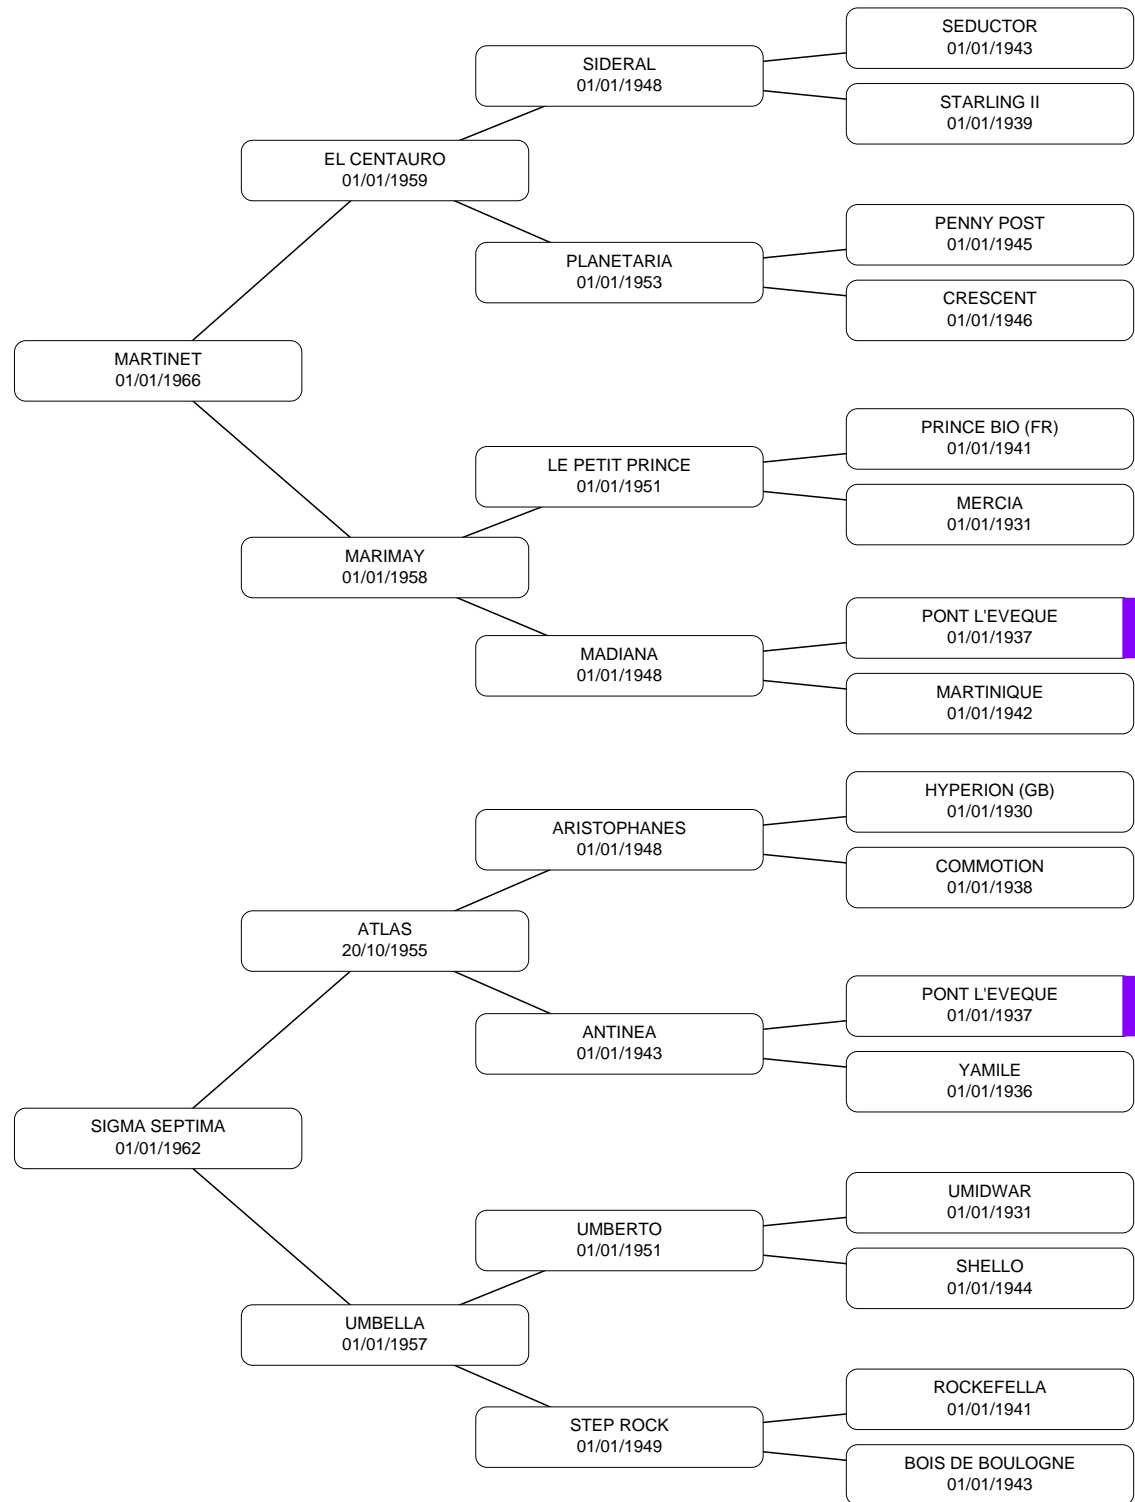 SEDUCTOR
01/01/1943
SIDERAL
01/01/1948
STARLING II
01/01/1939
EL CENTAURO
01/01/1959
PENNY POST
01/01/1945
PLANETARIA
01/01/1953
CRESCENT
01/01/1946
MARTINET
01/01/1966
PRINCE BIO (FR)
01/01/1941
LE PETIT PRINCE
01/01/1951
MERCIA
01/01/1931
MARIMAY
01/01/1958
PONT L'EVEQUE
01/01/1937
MADIANA
01/01/1948
MARTINIQUE
01/01/1942
HYPERION (GB)
01/01/1930
ARISTOPHANES
01/01/1948
COMMOTION
01/01/1938
ATLAS
20/10/1955
PONT L'EVEQUE
01/01/1937
ANTINEA
01/01/1943
YAMILE
01/01/1936
SIGMA SEPTIMA
01/01/1962
UMIDWAR
01/01/1931
UMBERTO
01/01/1951
SHELLO
01/01/1944
UMBELLA
01/01/1957
ROCKEFELLA
01/01/1941
STEP ROCK
01/01/1949
BOIS DE BOULOGNE
01/01/1943